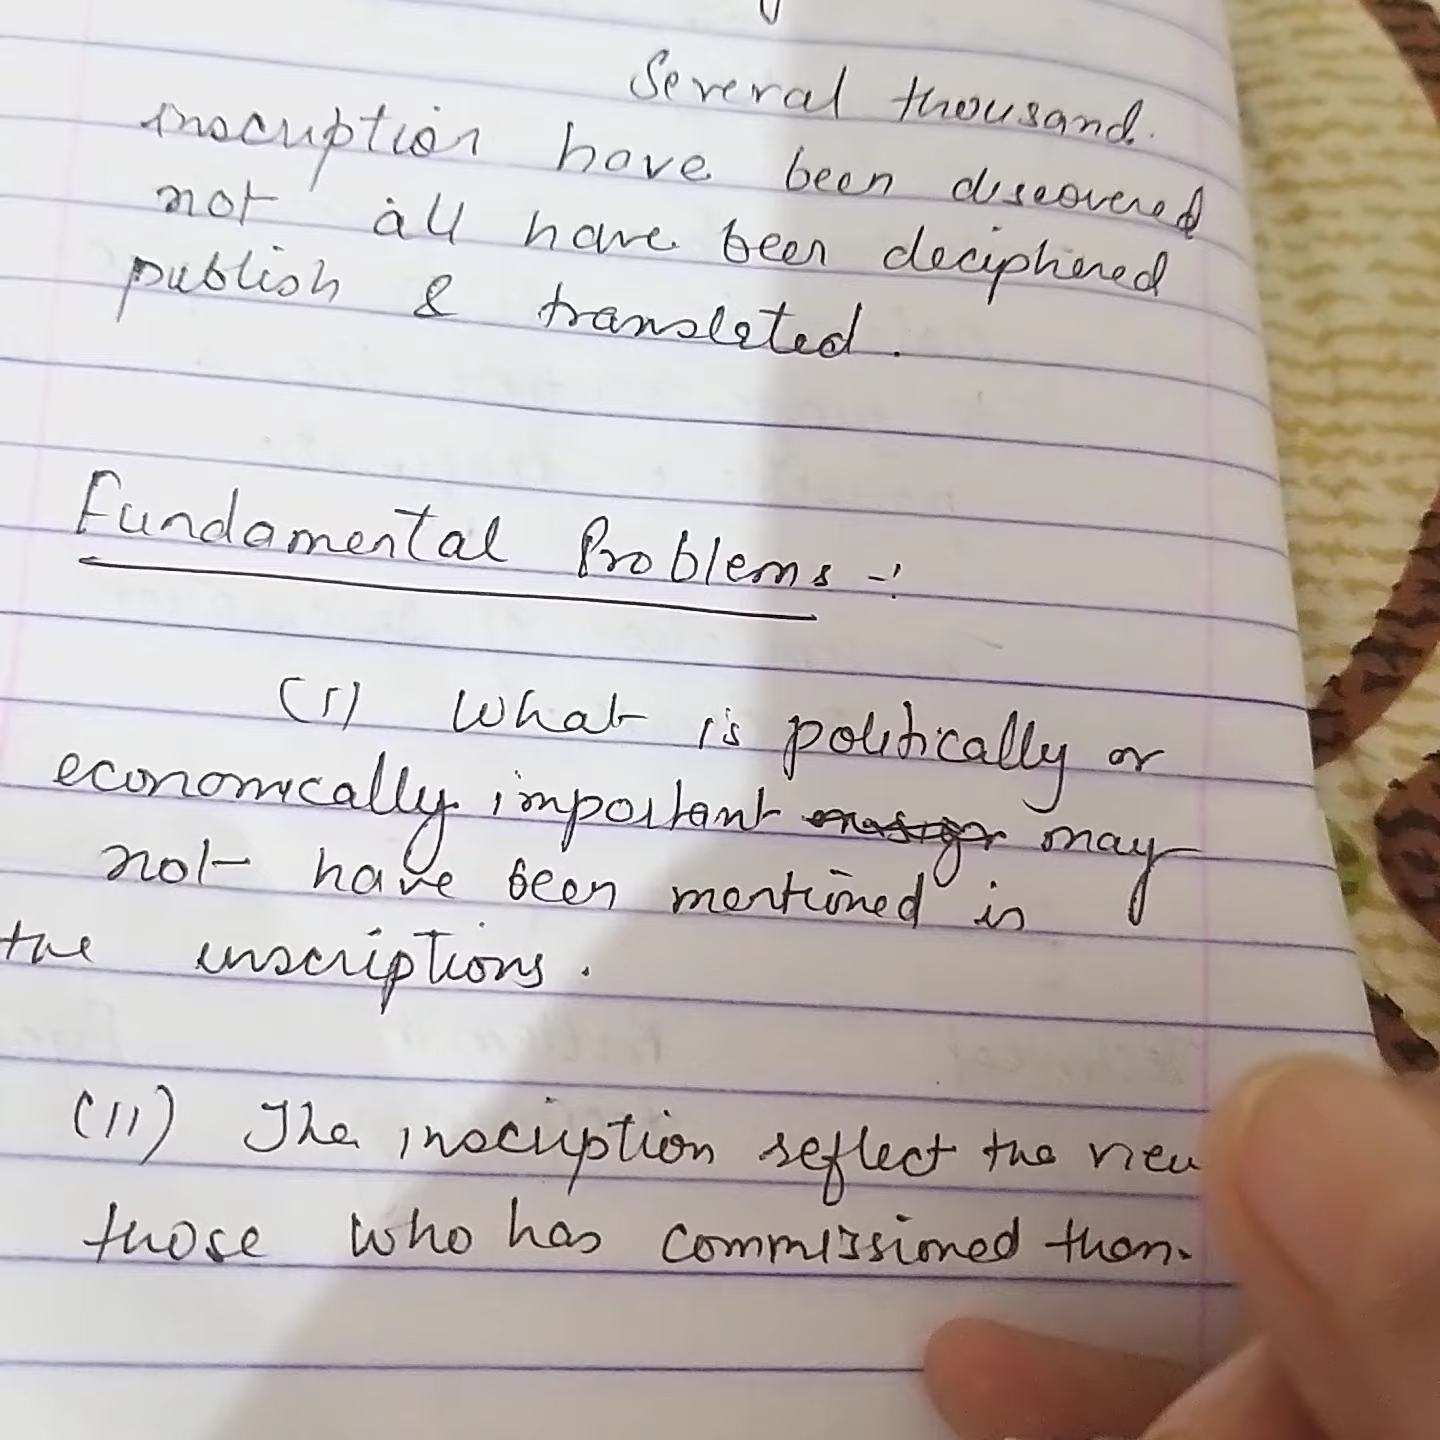 Several thousand.
inscription have been discovered
not all have been deciphered
publish & translated.
Fundamental Problems :-
(I) What is politically or
economically important may
not have been mentioned in
the inscriptions.
(II) The inscription reflect the view
those who has commissioned them.